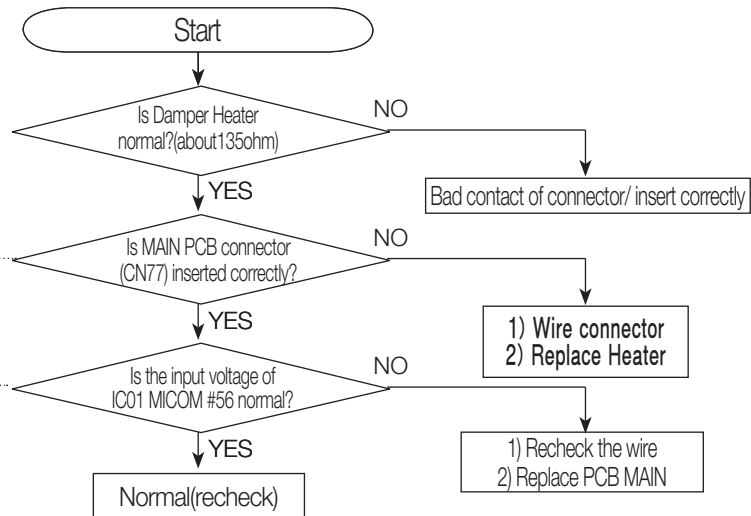 Start
Is Damper Heater
normal?(about135ohm)
NO
YES
Bad contact of connector/ insert correctly
Is MAIN PCB connector
(CN77) inserted correctly?
NO
YES
1) Wire connector
2) Replace Heater
Is the input voltage of
IC01 MICOM #56 normal?
NO
YES
1) Recheck the wire
2) Replace PCB MAIN
Normal(recheck)